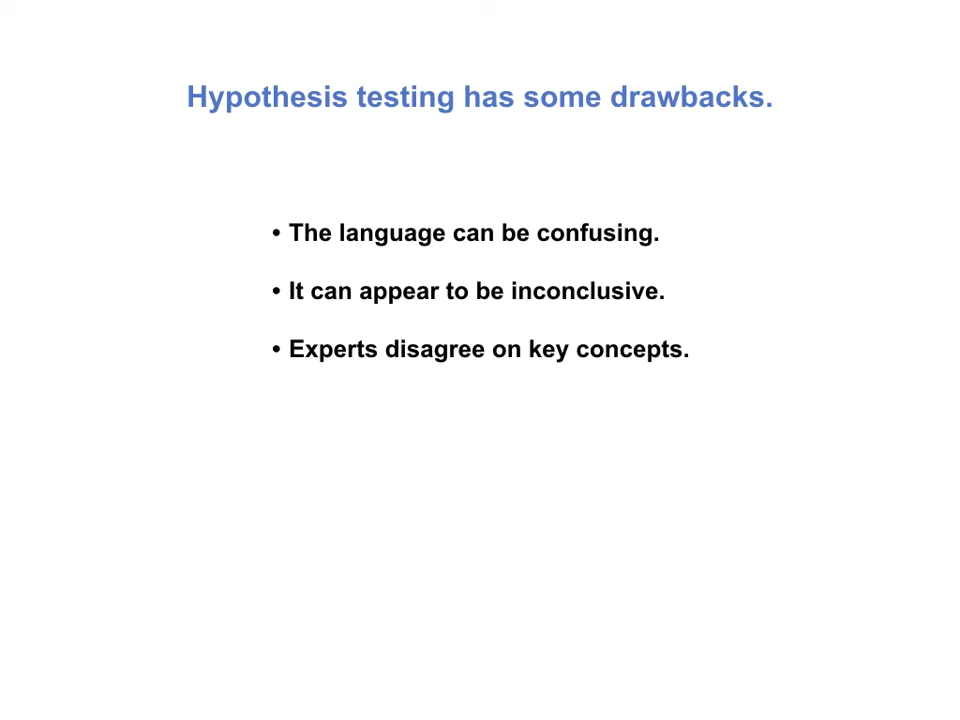 Hypothesis testing has some drawbacks.
• The language can be confusing.
• It can appear to be inconclusive.
• Experts disagree on key concepts.